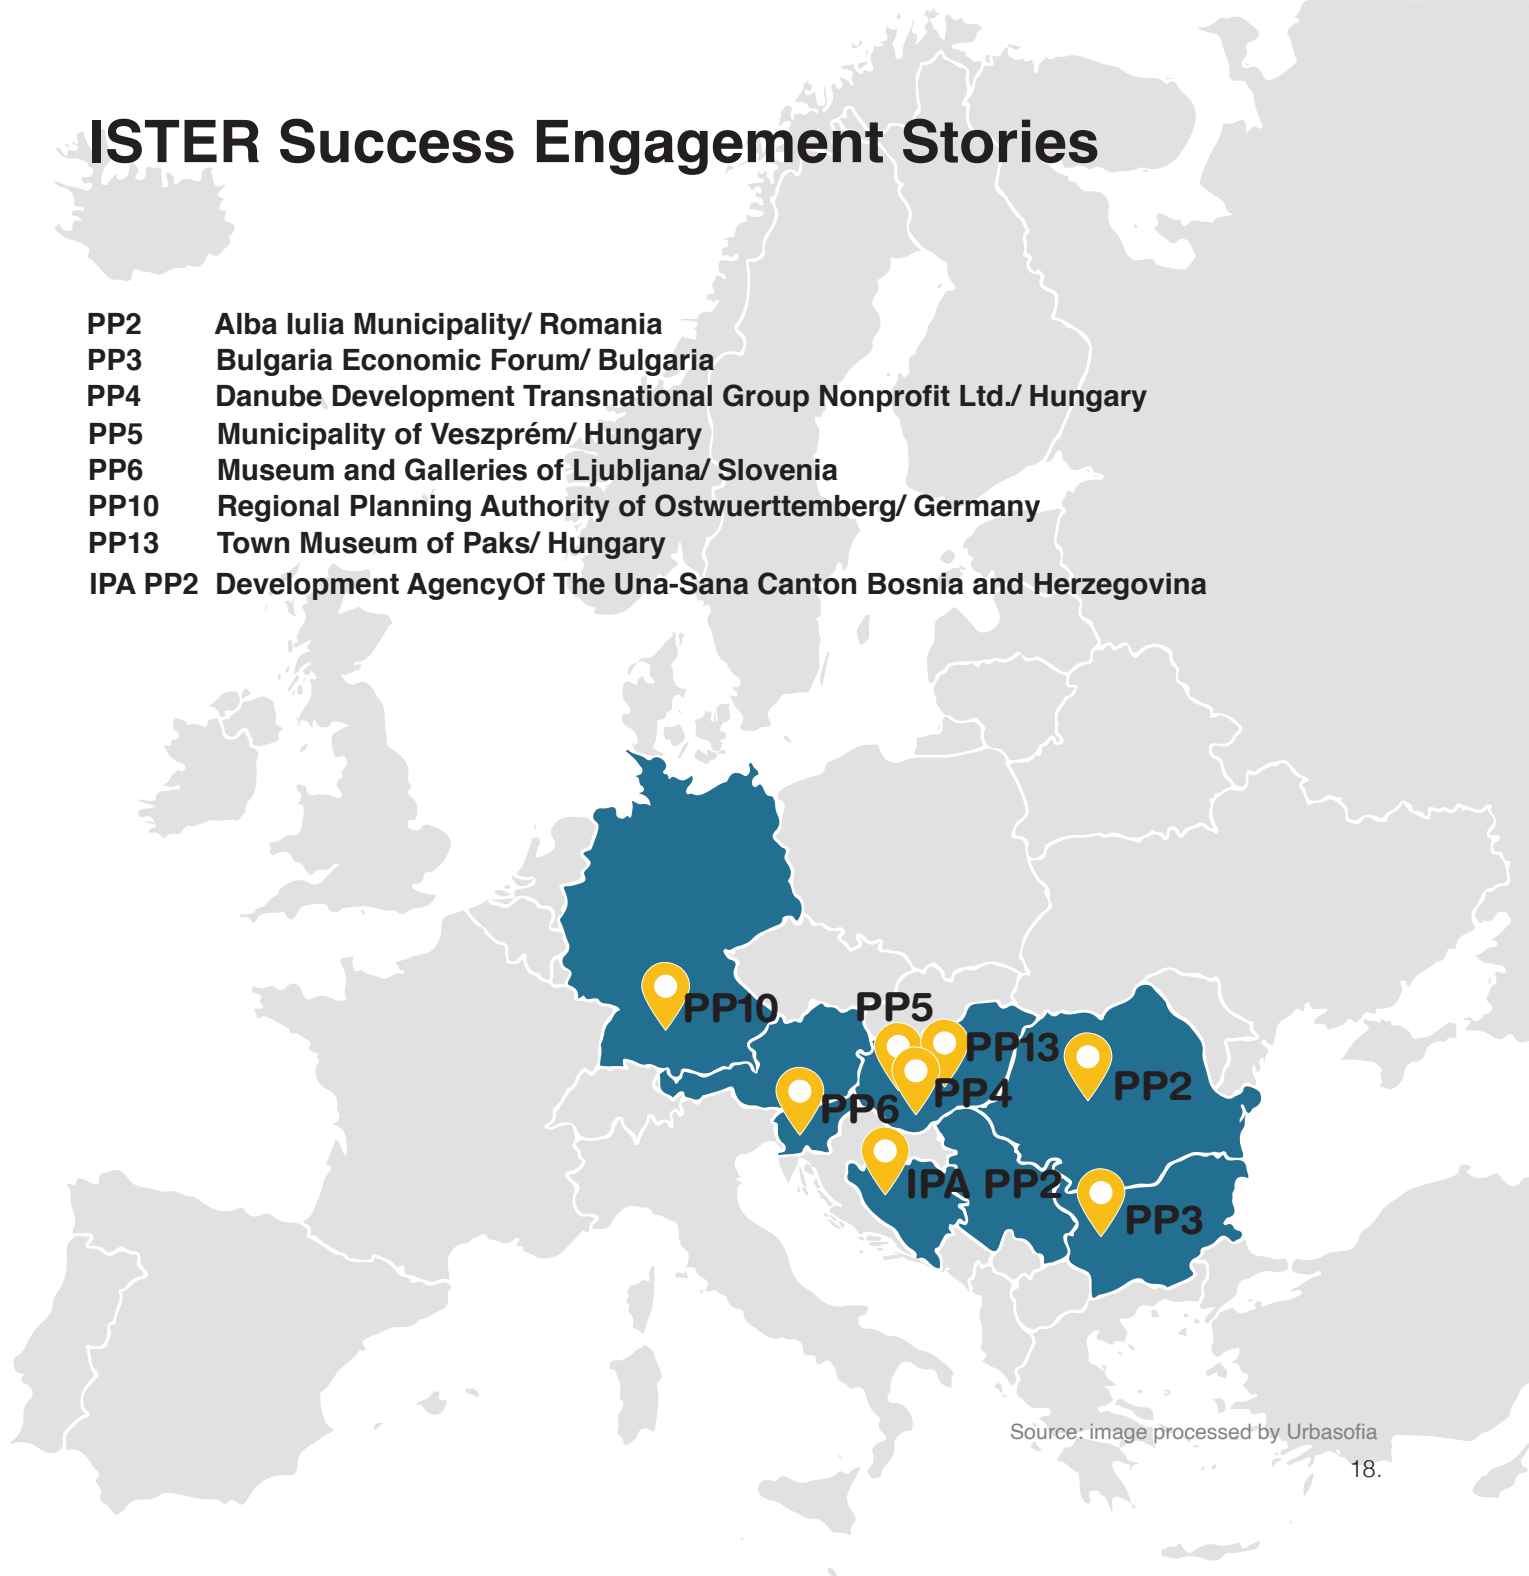 ISTER Success Engagement Stories
PP2 Alba Iulia Municipality/ Romania
PP3 Bulgaria Economic Forum/ Bulgaria
PP4 Danube Development Transnational Group Nonprofit Ltd./ Hungary
PP5 Municipality of Veszprém/ Hungary
PP6 Museum and Galleries of Ljubljana/ Slovenia
PP10 Regional Planning Authority of Ostwuerttemberg/ Germany
PP13 Town Museum of Paks/ Hungary
IPA PP2 Development AgencyOf The Una-Sana Canton Bosnia and Herzegovina
PP10
PP5
PP13
PP2
PP4
PP6
IPA PP2
PP3
Source: image processed by Urbasofia
18.